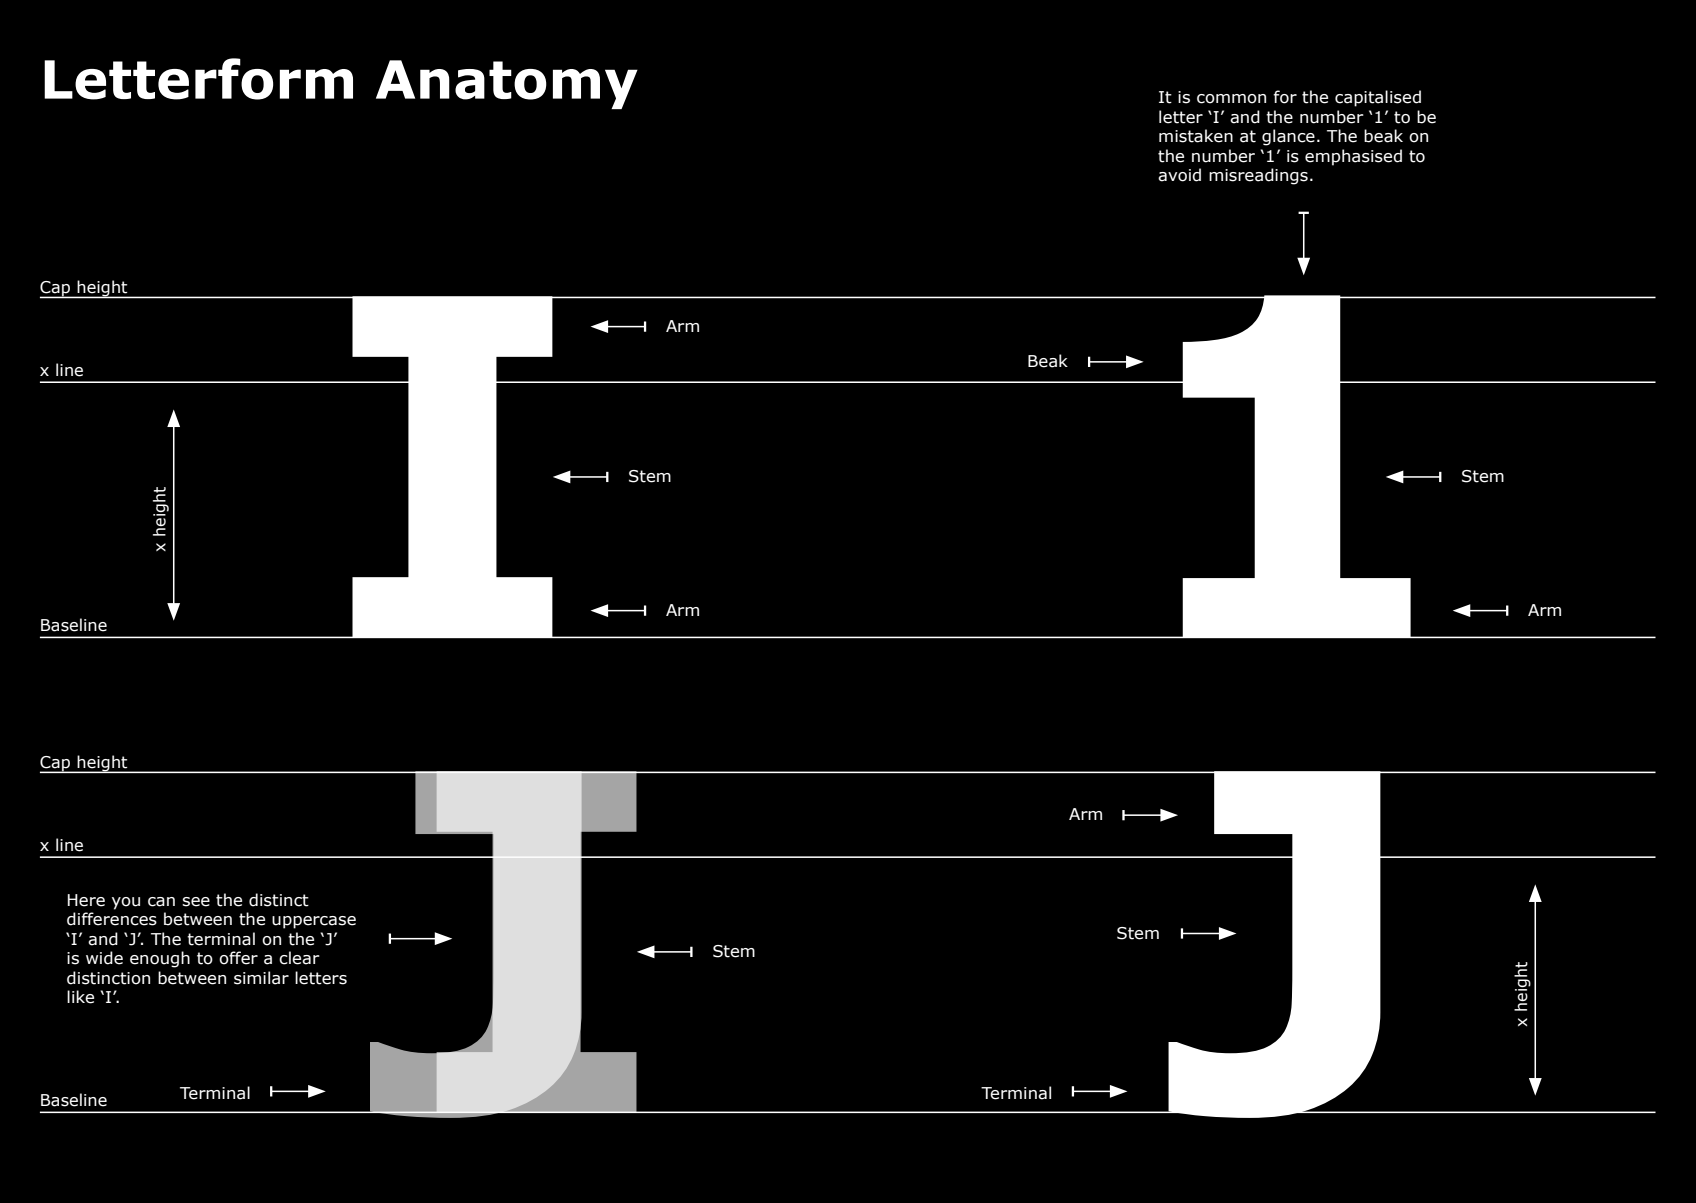 Letterform Anatomy
It is common for the capitalised
letter ‘I’ and the number ‘1’ to be
mistaken at glance. The beak on
the number ‘1’ is emphasised to
avoid misreadings.
Cap height
I
1
Arm
Beak
x line
Stem
Stem
x height
Arm
Arm
Baseline
Cap height
J
Arm
x line
Here you can see the distinct
differences between the uppercase
‘I’ and ‘J’. The terminal on the ‘J’
is wide enough to offer a clear
distinction between similar letters
like ‘I’.
Stem
Stem
x height
Terminal
Terminal
Baseline